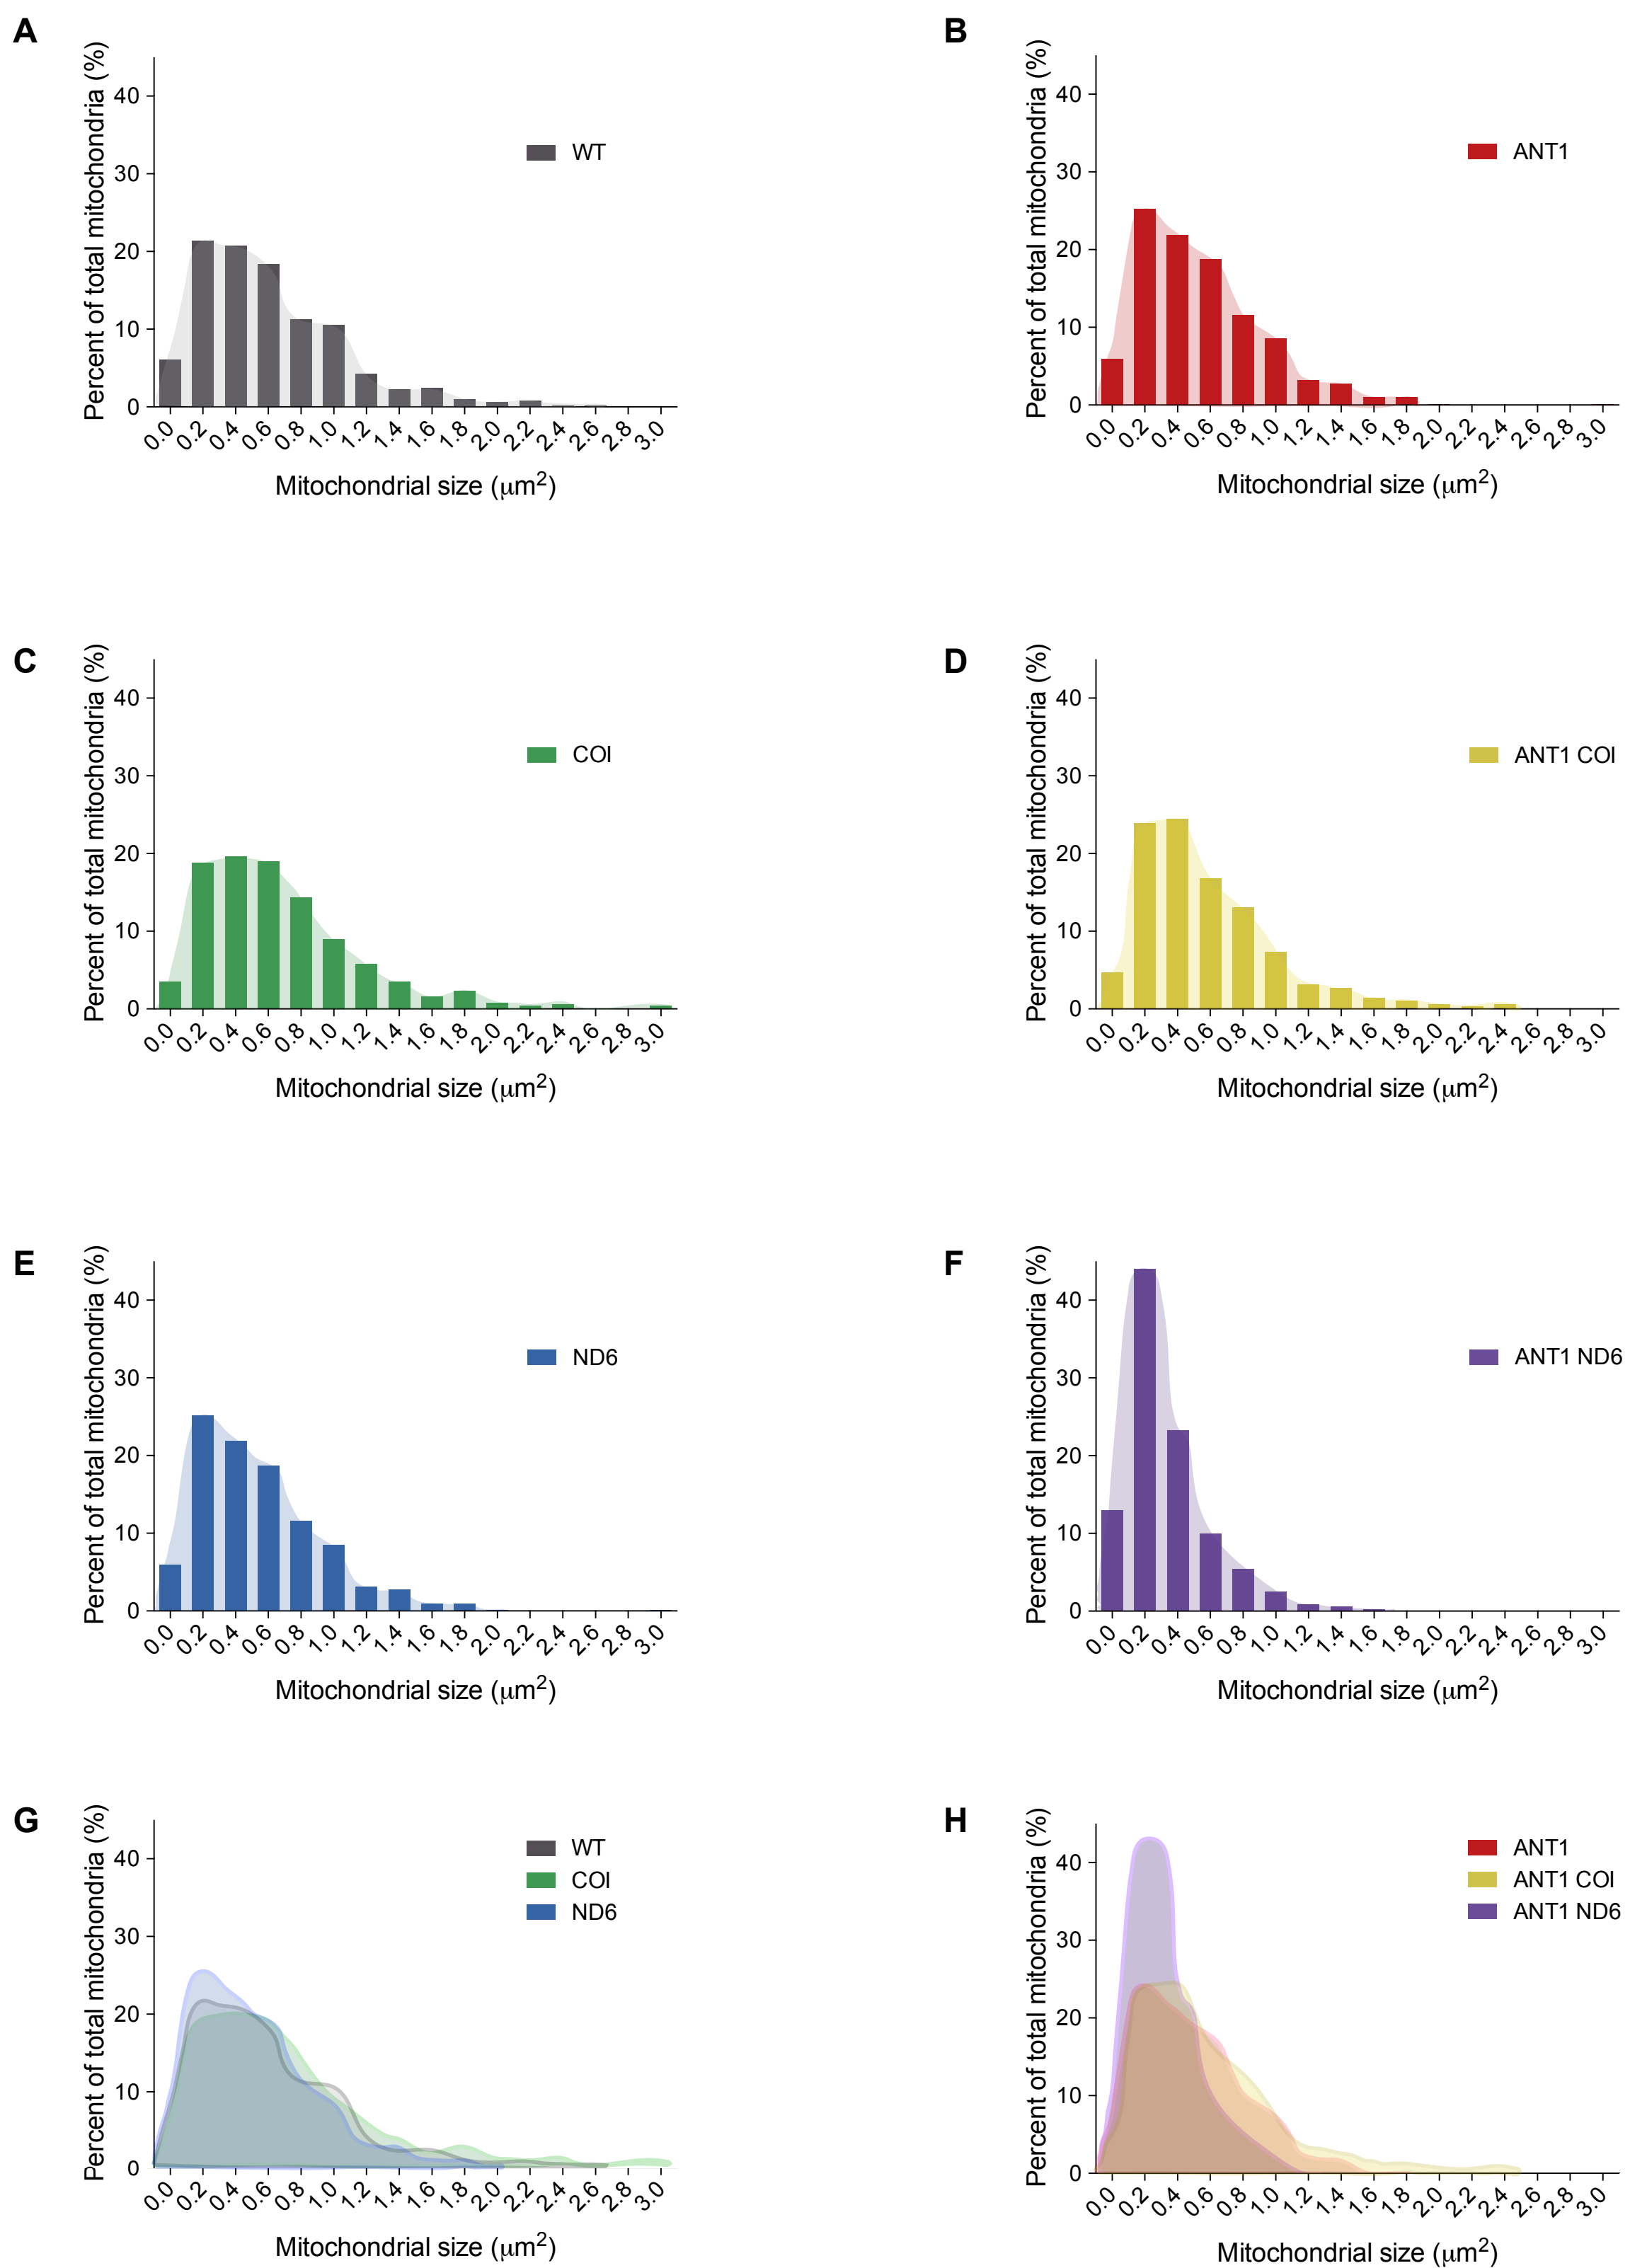 A
Percent of total mitochondria (%)
40
30
20
10
0
WT
0.0 0.2 0.4 0.6 0.8 1.0 1.2 1.4 1.6 1.8 2.0 2.2 2.4 2.6 2.8 3.0
Mitochondrial size (μm²)
B
Percent of total mitochondria (%)
40
30
20
10
0
ANT1
0.0 0.2 0.4 0.6 0.8 1.0 1.2 1.4 1.6 1.8 2.0 2.2 2.4 2.6 2.8 3.0
Mitochondrial size (μm²)
C
Percent of total mitochondria (%)
40
30
20
10
0
COI
0.0 0.2 0.4 0.6 0.8 1.0 1.2 1.4 1.6 1.8 2.0 2.2 2.4 2.6 2.8 3.0
Mitochondrial size (μm²)
D
Percent of total mitochondria (%)
40
30
20
10
0
ANT1 COI
0.0 0.2 0.4 0.6 0.8 1.0 1.2 1.4 1.6 1.8 2.0 2.2 2.4 2.6 2.8 3.0
Mitochondrial size (μm²)
E
Percent of total mitochondria (%)
40
30
20
10
0
ND6
0.0 0.2 0.4 0.6 0.8 1.0 1.2 1.4 1.6 1.8 2.0 2.2 2.4 2.6 2.8 3.0
Mitochondrial size (μm²)
F
Percent of total mitochondria (%)
40
30
20
10
0
ANT1 ND6
0.0 0.2 0.4 0.6 0.8 1.0 1.2 1.4 1.6 1.8 2.0 2.2 2.4 2.6 2.8 3.0
Mitochondrial size (μm²)
G
Percent of total mitochondria (%)
40
30
20
10
0
WT
COI
ND6
0.0 0.2 0.4 0.6 0.8 1.0 1.2 1.4 1.6 1.8 2.0 2.2 2.4 2.6 2.8 3.0
Mitochondrial size (μm²)
H
Percent of total mitochondria (%)
40
30
20
10
0
ANT1
ANT1 COI
ANT1 ND6
0.0 0.2 0.4 0.6 0.8 1.0 1.2 1.4 1.6 1.8 2.0 2.2 2.4 2.6 2.8 3.0
Mitochondrial size (μm²)